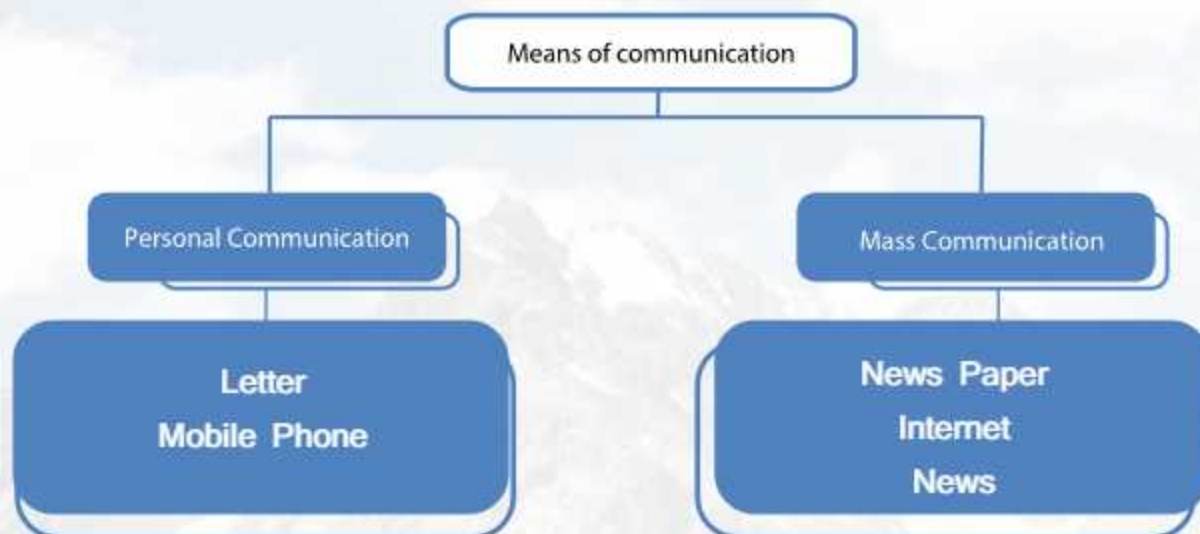 Means of communication
Personal Communication
Mass Communication
Letter
Mobile Phone
News Paper
Internet
News